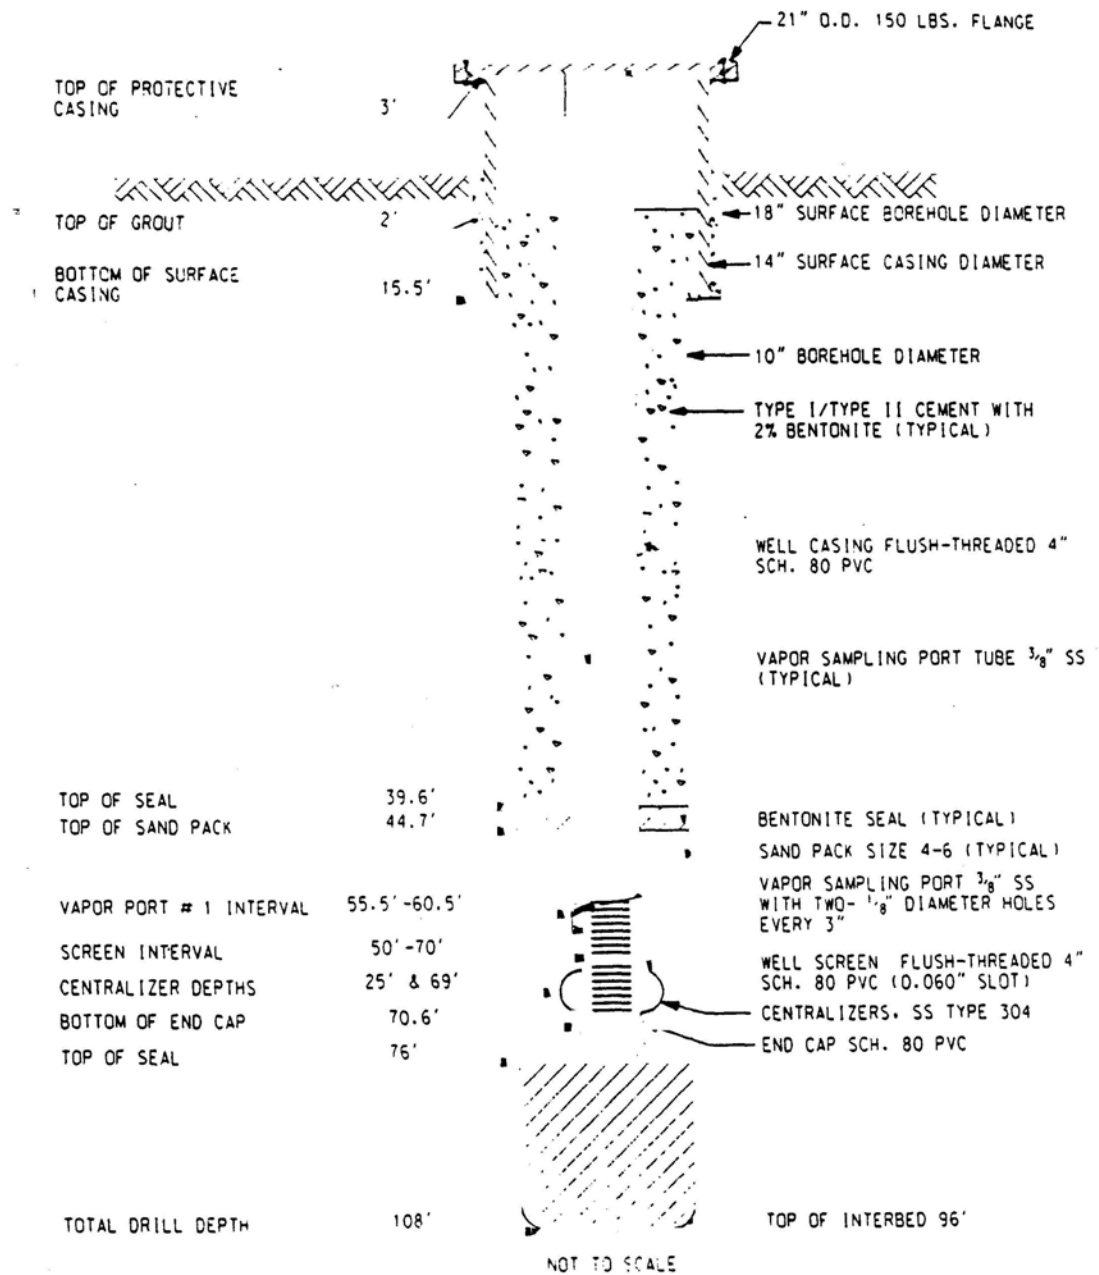 21" O.D. 150 LBS. FLANGE
TOP OF PROTECTIVE
CASING 3'
TOP OF GROUT 2'
18" SURFACE BOREHOLE DIAMETER
BOTTOM OF SURFACE
CASING 15.5'
14" SURFACE CASING DIAMETER
10" BOREHOLE DIAMETER
TYPE I/TYPE II CEMENT WITH
2% BENTONITE (TYPICAL)
WELL CASING FLUSH-THREADED 4"
SCH. 80 PVC
VAPOR SAMPLING PORT TUBE 3/8" SS
(TYPICAL)
TOP OF SEAL 39.6'
TOP OF SAND PACK 44.7'
BENTONITE SEAL (TYPICAL)
SAND PACK SIZE 4-6 (TYPICAL)
VAPOR PORT # 1 INTERVAL 55.5'-60.5'
VAPOR SAMPLING PORT 3/8" SS
WITH TWO- 1/8" DIAMETER HOLES
EVERY 3"
SCREEN INTERVAL 50'-70'
WELL SCREEN FLUSH-THREADED 4"
SCH. 80 PVC (0.060" SLOT)
CENTRALIZER DEPTHS 25' & 69'
CENTRALIZERS. SS TYPE 304
BOTTOM OF END CAP 70.6'
END CAP SCH. 80 PVC
TOP OF SEAL 76'
TOTAL DRILL DEPTH 108'
TOP OF INTERBED 96'
NOT TO SCALE